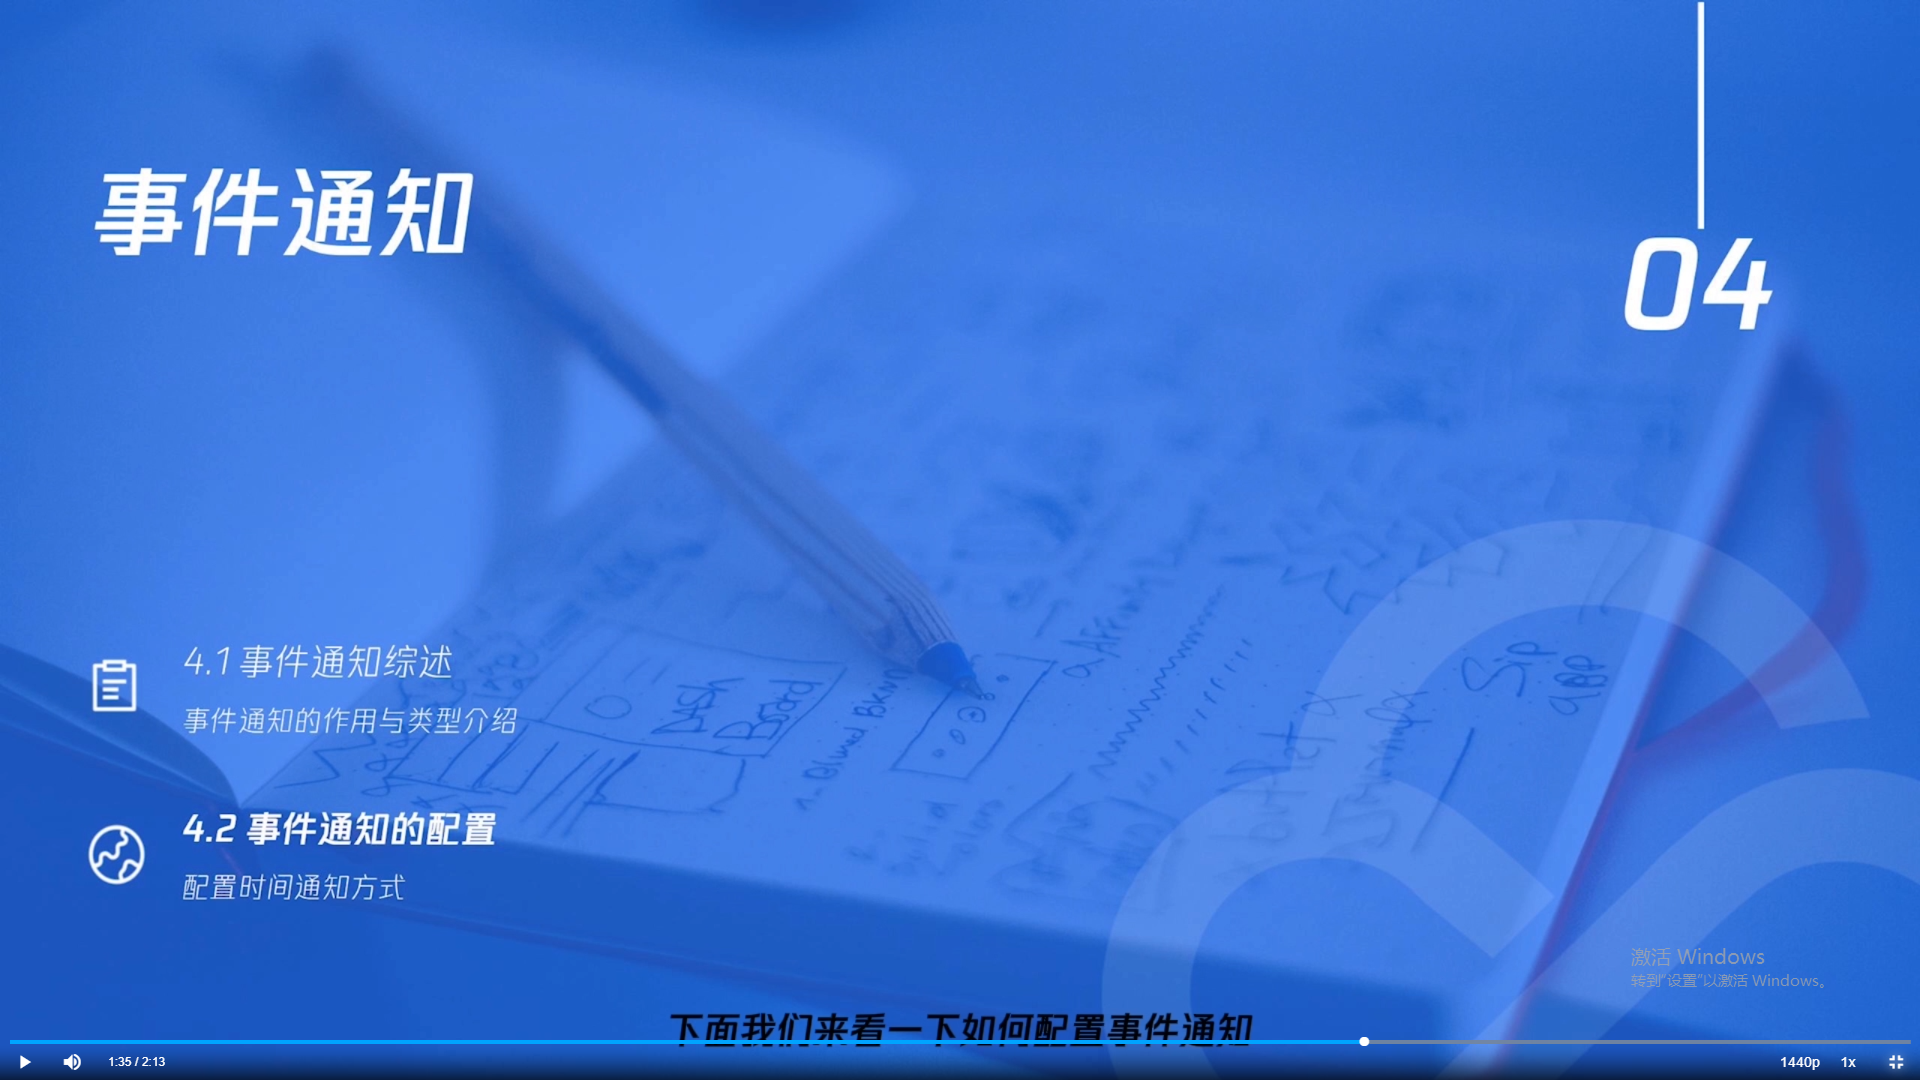 事件通知
04
4.1 事件通知综述
事件通知的作用与类型介绍
4.2 事件通知的配置
配置时间通知方式
激活 Windows
转到“设置”以激活 Windows。
下面我们来看一下如何配置事件通知
1:35 / 2:13
1440p
1x